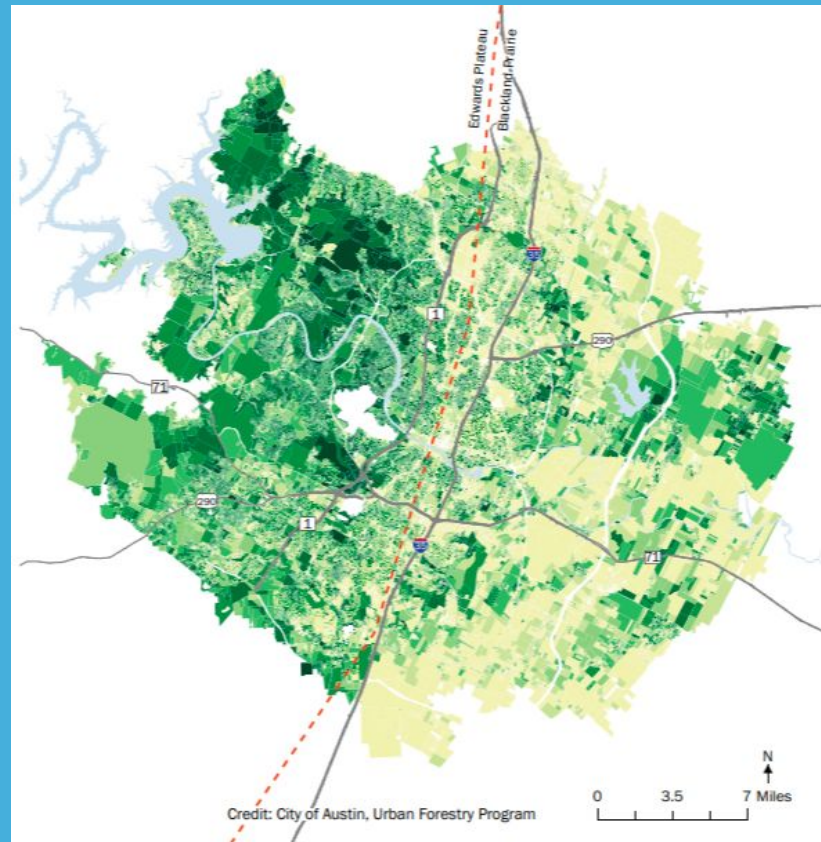 Edwards Plateau
Blackland Prairie
35
1
290
71
290
1
35
71
N
0 3.5 7 Miles
Credit: City of Austin, Urban Forestry Program